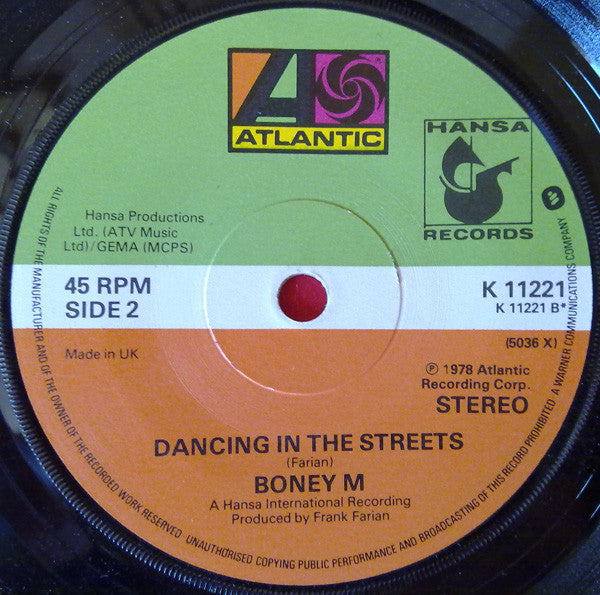 ATLANTIC
HANSA
RECORDS
Hansa Productions
Ltd. (ATV Music
Ltd)/GEMA (MCPS)
45 RPM
SIDE 2
K 11221
K 11221 B*
(5036 X)
Made in UK
℗ 1978 Atlantic
Recording Corp.
STEREO
DANCING IN THE STREETS
(Farian)
BONEY M
A Hansa International Recording
Produced by Frank Farian
ALL RIGHTS OF THE MANUFACTURER AND OF THE OWNER OF THE RECORDED WORK RESERVED UNAUTHORISED COPYING PUBLIC PERFORMANCE AND BROADCASTING OF THIS RECORD PROHIBITED A WARNER COMMUNICATIONS COMPANY